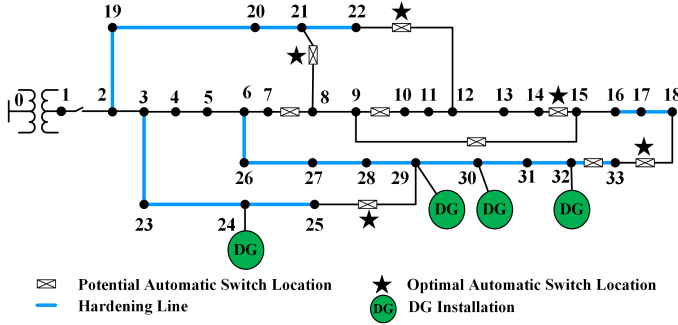 19 20 21 22
0 1 2 3 4 5 6 7 8 9 10 11 12 13 14 15 16 17 18
26 27 28 29 30 31 32 33
23 24 25
DG DG DG
DG
Potential Automatic Switch Location
Optimal Automatic Switch Location
Hardening Line
DG DG Installation